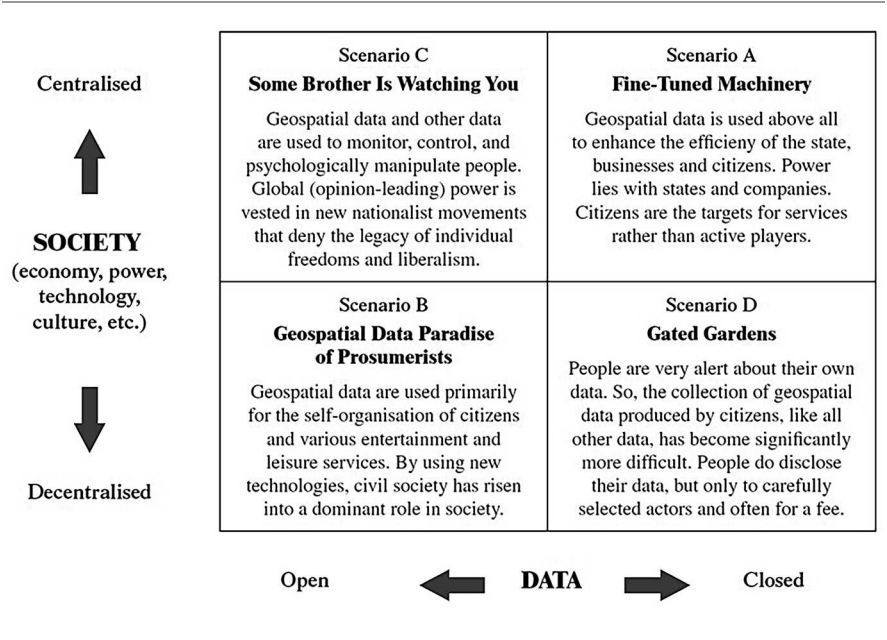 Centralised
SOCIETY
(economy, power,
technology,
culture, etc.)
Decentralised
Scenario C
Some Brother Is Watching You
Geospatial data and other data
are used to monitor, control, and
psychologically manipulate people.
Global (opinion-leading) power is
vested in new nationalist movements
that deny the legacy of individual
freedoms and liberalism.
Scenario A
Fine-Tuned Machinery
Geospatial data is used above all
to enhance the efficieny of the state,
businesses and citizens. Power
lies with states and companies.
Citizens are the targets for services
rather than active players.
Scenario B
Geospatial Data Paradise
of Prosumerists
Geospatial data are used primarily
for the self-organisation of citizens
and various entertainment and
leisure services. By using new
technologies, civil society has risen
into a dominant role in society.
Scenario D
Gated Gardens
People are very alert about their own
data. So, the collection of geospatial
data produced by citizens, like all
other data, has become significantly
more difficult. People do disclose
their data, but only to carefully
selected actors and often for a fee.
Open
DATA
Closed